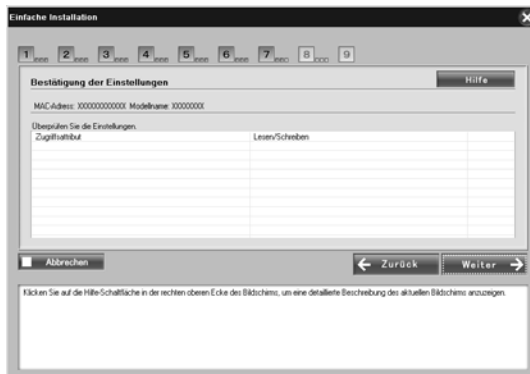 Einfache Installation
1 2 3 4 5 6 7 8 9
Bestätigung der Einstellungen
Hilfe
MAC-Adress: XXXXXXXXXXXX Modellname: XXXXXXXX
Überprüfen Sie die Einstellungen.
Zugriffsattribut Lesen/Schreiben
Abbrechen
Zurück
Weiter
Klicken Sie auf die Hilfe-Schaltfläche in der rechten oberen Ecke des Bildschirms, um eine detaillierte Beschreibung des aktuellen Bildschirms anzuzeigen.